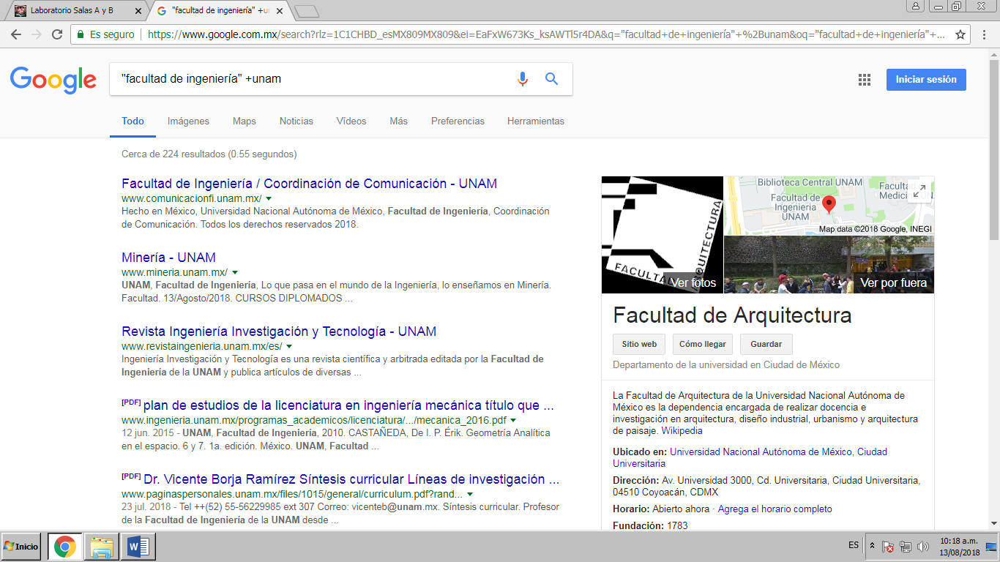 Laboratorio Salas A y B
"facultad de ingeniería" +u
Es seguro
https://www.google.com.mx/search?rlz=1C1CHBD_esMX809MX809&ei=EaFxW673Ks_ksAWTl5r4DA&q="facultad+de+ingeniería"+%2Bunam&oq="facultad+de+ingeniería"+...
Google
"facultad de ingeniería" +unam
Iniciar sesión
Todo Imágenes Maps Noticias Vídeos Más Preferencias Herramientas
Cerca de 224 resultados (0.55 segundos)
Facultad de Ingeniería / Coordinación de Comunicación - UNAM
www.comunicacionfi.unam.mx/
Hecho en México, Universidad Nacional Autónoma de México, Facultad de Ingeniería, Coordinación
de Comunicación. Todos los derechos reservados 2018.
Minería - UNAM
www.mineria.unam.mx/
UNAM, Facultad de Ingeniería, Lo que pasa en el mundo de la Ingeniería, lo enseñamos en Minería.
Facultad. 13/Agosto/2018. CURSOS DIPLOMADOS ...
Revista Ingeniería Investigación y Tecnología - UNAM
www.revistaingenieria.unam.mx/es/
Ingeniería Investigación y Tecnología es una revista científica y arbitrada editada por la Facultad de
Ingeniería de la UNAM y publica artículos de diversas ...
[PDF] plan de estudios de la licenciatura en ingeniería mecánica título que ...
www.ingenieria.unam.mx/programas_academicos/licenciatura/.../mecanica_2016.pdf
12 jun. 2015 - UNAM, Facultad de Ingeniería, 2010. CASTAÑEDA, De I. P. Érik. Geometría Analítica
en el espacio. 6 y 7. 1a. edición. México. UNAM, Facultad ...
[PDF] Dr. Vicente Borja Ramírez Síntesis curricular Líneas de investigación ...
www.paginaspersonales.unam.mx/files/1015/general/curriculum.pdf?rand...
23 jul. 2018 - Tel ++(52) 55-56229985 ext 307 Correo: vicenteb@unam.mx. Síntesis curricular. Profesor
de la Facultad de Ingeniería de la UNAM desde ...
FACULTAD
ARQUITECTURA
Ver fotos
Biblioteca Central UNAM
Facultad de
Ingeniería
UNAM
Facultad
Medicina UN
Map data ©2018 Google, INEGI
Ver por fuera
Facultad de Arquitectura
Sitio web Cómo llegar Guardar
Departamento de la universidad en Ciudad de México
La Facultad de Arquitectura de la Universidad Nacional Autónoma de
México es la dependencia encargada de realizar docencia e
investigación en arquitectura, diseño industrial, urbanismo y arquitectura
de paisaje. Wikipedia
Ubicado en: Universidad Nacional Autónoma de México, Ciudad
Universitaria
Dirección: Av. Universidad 3000, Cd. Universitaria, Ciudad Universitaria,
04510 Coyoacán, CDMX
Horario: Abierto ahora · Agrega el horario completo
Fundación: 1783
Inicio
ES
10:18 a.m.
13/08/2018